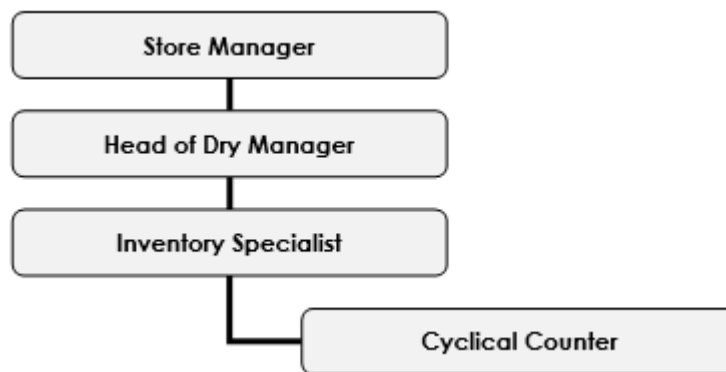 Store Manager
Head of Dry Manager
Inventory Specialist
Cyclical Counter